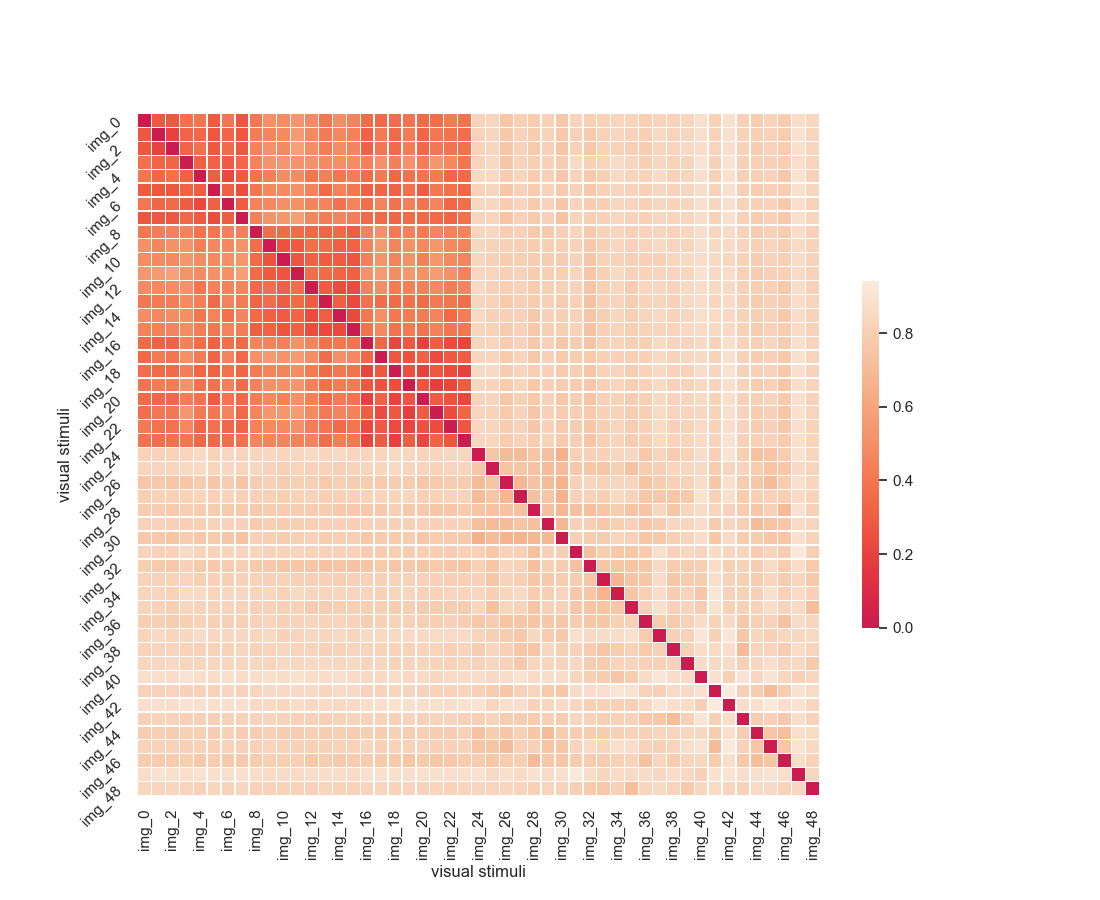 img_0
img_2
img_4
img_6
img_8
img_10
img_12
img_14
img_16
img_18
img_20
img_22
img_24
img_26
img_28
img_30
img_32
img_34
img_36
img_38
img_40
img_42
img_44
img_46
img_48
visual stimuli
img_0 img_2 img_4 img_6 img_8 img_10 img_12 img_14 img_16 img_18 img_20 img_22 img_24 img_26 img_28 img_30 img_32 img_34 img_36 img_38 img_40 img_42 img_44 img_46 img_48
visual stimuli
0.8
0.6
0.4
0.2
0.0